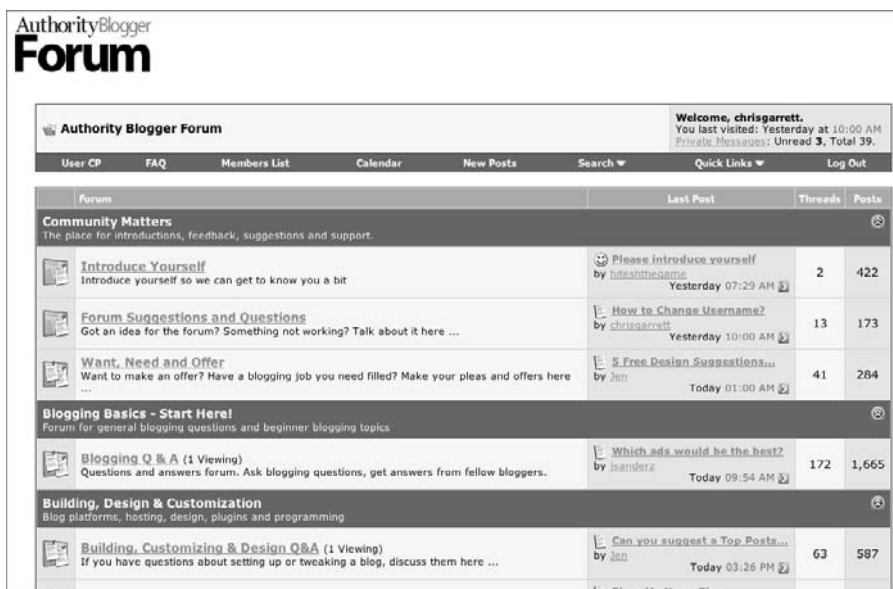 AuthorityBlogger
Forum
Authority Blogger Forum
Welcome, chrisgarrett.
You last visited: Yesterday at 10:00 AM
Private Messages: Unread 3, Total 39.
User CP FAQ Members List Calendar New Posts Search Quick Links Log Out
Forum Last Post Threads Posts
Community Matters
The place for introductions, feedback, suggestions and support.
Introduce Yourself
Introduce yourself so we can get to know you a bit
Please introduce yourself
by hiteshthegame
Yesterday 07:29 AM
2 422
Forum Suggestions and Questions
Got an idea for the forum? Something not working? Talk about it here ...
How to Change Username?
by chrisgarrett
Yesterday 10:00 AM
13 173
Want, Need and Offer
Want to make an offer? Have a blogging job you need filled? Make your pleas and offers here
...
5 Free Design Suggestions...
by Jen
Today 01:00 AM
41 284
Blogging Basics - Start Here!
Forum for general blogging questions and beginner blogging topics
Blogging Q & A (1 Viewing)
Questions and answers forum. Ask blogging questions, get answers from fellow bloggers.
Which ads would be the best?
by jsanderz
Today 09:54 AM
172 1,665
Building, Design & Customization
Blog platforms, hosting, design, plugins and programming
Building, Customizing & Design Q&A (1 Viewing)
If you have questions about setting up or tweaking a blog, discuss them here ...
Can you suggest a Top Posts...
by Jen
Today 03:26 PM
63 587